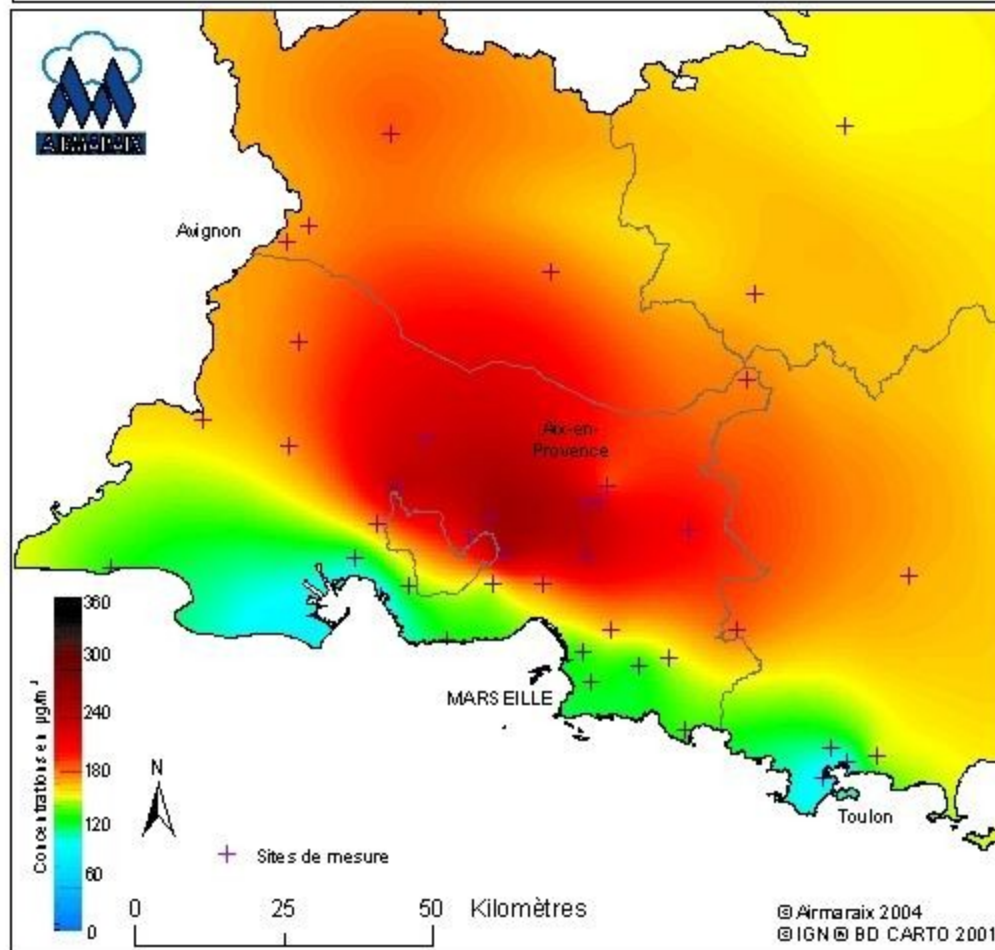 AIRMARAIX
Avignon
Aix-en-
Provence
MARSEILLE
Toulon
Concentrations en µg/m³
360
300
240
180
120
60
0
N
Sites de mesure
0 25 50 Kilomètres
© Airmaraix 2004
© IGN ® BD CARTO 2001